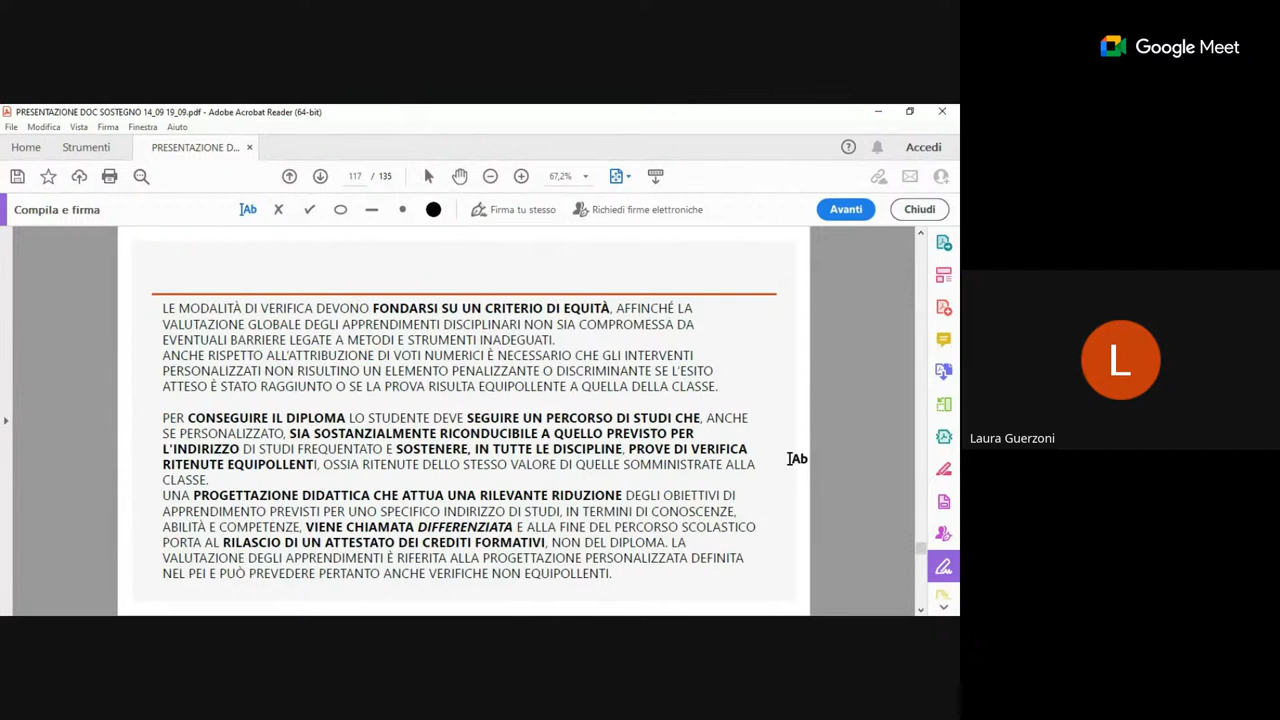 Google Meet
PRESENTAZIONE DOC SOSTEGNO 14_09 19_09.pdf - Adobe Acrobat Reader (64-bit)
File Modifica Vista Firma Finestra Aiuto
Home Strumenti PRESENTAZIONE D... × Accedi
117 / 135 67,2%
Compila e firma Ab Firma tu stesso Richiedi firme elettroniche Avanti Chiudi
LE MODALITÀ DI VERIFICA DEVONO FONDARSI SU UN CRITERIO DI EQUITÀ, AFFINCHÉ LA
VALUTAZIONE GLOBALE DEGLI APPRENDIMENTI DISCIPLINARI NON SIA COMPROMESSA DA
EVENTUALI BARRIERE LEGATE A METODI E STRUMENTI INADEGUATI.
ANCHE RISPETTO ALL'ATTRIBUZIONE DI VOTI NUMERICI È NECESSARIO CHE GLI INTERVENTI
PERSONALIZZATI NON RISULTINO UN ELEMENTO PENALIZZANTE O DISCRIMINANTE SE L'ESITO
ATTESO È STATO RAGGIUNTO O SE LA PROVA RISULTA EQUIPOLLENTE A QUELLA DELLA CLASSE.
PER CONSEGUIRE IL DIPLOMA LO STUDENTE DEVE SEGUIRE UN PERCORSO DI STUDI CHE, ANCHE
SE PERSONALIZZATO, SIA SOSTANZIALMENTE RICONDUCIBILE A QUELLO PREVISTO PER
L'INDIRIZZO DI STUDI FREQUENTATO E SOSTENERE, IN TUTTE LE DISCIPLINE, PROVE DI VERIFICA
RITENUTE EQUIPOLLENTI, OSSIA RITENUTE DELLO STESSO VALORE DI QUELLE SOMMINISTRATE ALLA
CLASSE.
UNA PROGETTAZIONE DIDATTICA CHE ATTUA UNA RILEVANTE RIDUZIONE DEGLI OBIETTIVI DI
APPRENDIMENTO PREVISTI PER UNO SPECIFICO INDIRIZZO DI STUDI, IN TERMINI DI CONOSCENZE,
ABILITÀ E COMPETENZE, VIENE CHIAMATA DIFFERENZIATA E ALLA FINE DEL PERCORSO SCOLASTICO
PORTA AL RILASCIO DI UN ATTESTATO DEI CREDITI FORMATIVI, NON DEL DIPLOMA. LA
VALUTAZIONE DEGLI APPRENDIMENTI È RIFERITA ALLA PROGETTAZIONE PERSONALIZZATA DEFINITA
NEL PEI E PUÒ PREVEDERE PERTANTO ANCHE VERIFICHE NON EQUIPOLLENTI.
Ab
L
Laura Guerzoni